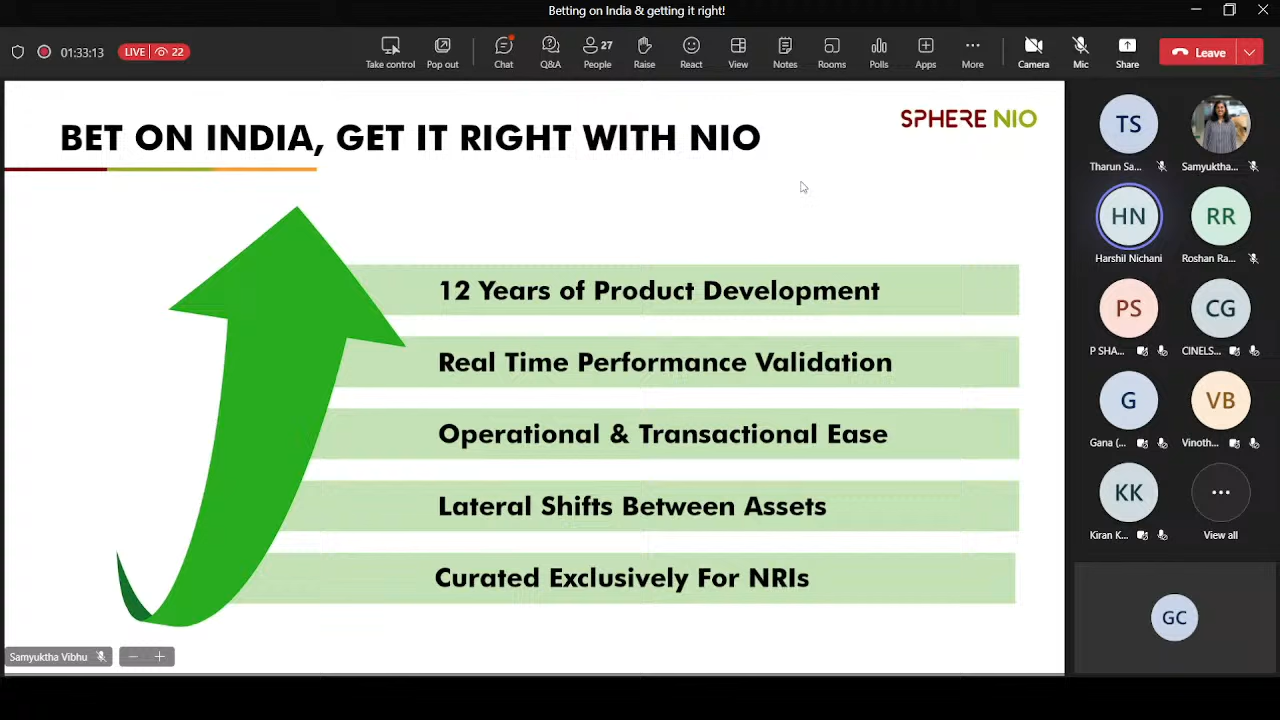 Betting on India & getting it right!
01:33:13
LIVE 22
Take control
Pop out
Chat
Q&A
27
People
Raise
React
View
Notes
Rooms
Polls
Apps
More
Camera
Mic
Share
Leave
BET ON INDIA, GET IT RIGHT WITH NIO
SPHERE NIO
12 Years of Product Development
Real Time Performance Validation
Operational & Transactional Ease
Lateral Shifts Between Assets
Curated Exclusively For NRIs
Samyuktha Vibhu
TS
Tharun Sa...
Samyuktha...
HN
Harshil Nichani
RR
Roshan Ra...
PS
P SHA...
CG
CINELS...
G
Gana (...
VB
Vinoth...
KK
Kiran K...
View all
GC